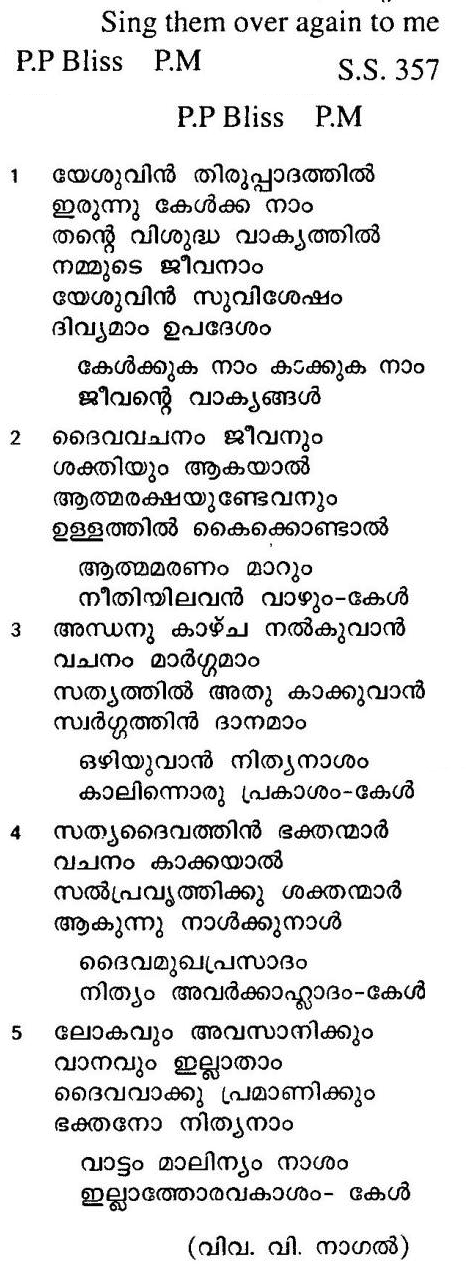 Sing them over again to me
P.P Bliss P.M
S.S. 357
P.P Bliss P.M
1 യേശുവിൻ തിരുപ്പാദത്തിൽ
ഇരുന്നു കേൾക്ക നാം
തന്റെ വിശുദ്ധ വാക്യത്തിൽ
നമ്മുടെ ജീവനാം
യേശുവിൻ സുവിശേഷം
ദിവ്യമാം ഉപദേശം
കേൾക്കുക നാം കാക്കുക നാം
ജീവന്റെ വാക്യങ്ങൾ
2 ദൈവവചനം ജീവനും
ശക്തിയും ആകയാൽ
ആത്മരക്ഷയുണ്ടേവനും
ഉള്ളത്തിൽ കൈക്കൊണ്ടാൽ
ആത്മമരണം മാറും
നീതിയിലവൻ വാഴും-കേൾ
3 അന്ധനു കാഴ്ച നൽകുവാൻ
വചനം മാർഗ്ഗമാം
സത്യത്തിൽ അതു കാക്കുവാൻ
സ്വർഗ്ഗത്തിൻ ദാനമാം
ഒഴിയുവാൻ നിത്യനാശം
കാലിന്നൊരു പ്രകാശം-കേൾ
4 സത്യദൈവത്തിൻ ഭക്തന്മാർ
വചനം കാക്കയാൽ
സൽപ്രവൃത്തിക്കു ശക്തന്മാർ
ആകുന്നു നാൾക്കുനാൾ
ദൈവമുഖപ്രസാദം
നിത്യം അവർക്കാഹ്ലാദം-കേൾ
5 ലോകവും അവസാനിക്കും
വാനവും ഇല്ലാതാം
ദൈവവാക്കു പ്രമാണിക്കും
ഭക്തനോ നിത്യനാം
വാട്ടം മാലിന്യം നാശം
ഇല്ലാത്തോരവകാശം- കേൾ
(വിവ. വി. നാഗൽ)